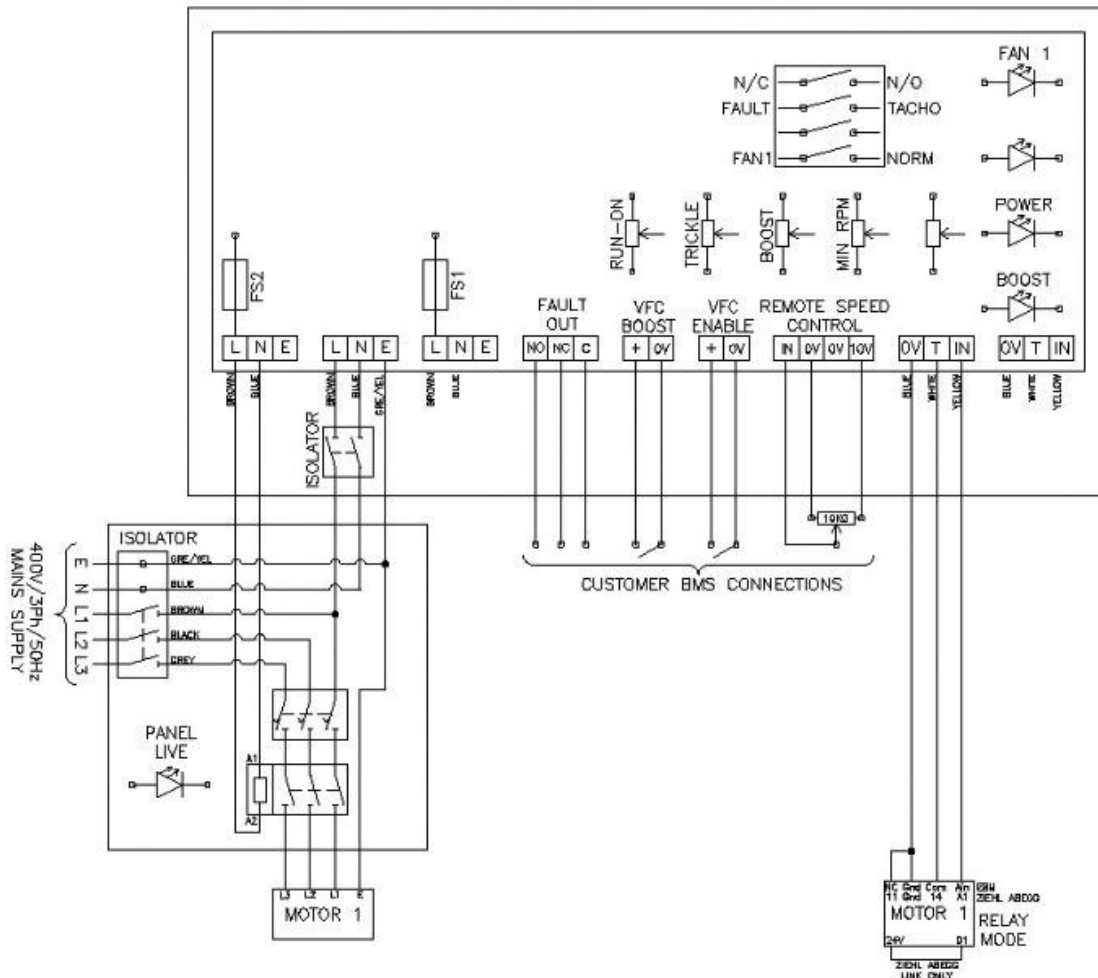 FAN 1
N/C N/O
FAULT TACHO
FAN1 NORM
POWER
BOOST
RUN-DN
TRICKLE
BOOST
MIN RPM
FS2
FS1
FAULT OUT
VFC BOOST
VFC ENABLE
REMOTE SPEED CONTROL
L N E
L N E
L N E
NO NC C
+ 0V
+ 0V
IN 0V 0V 10V
0V T IN
0V T IN
BROWN
BLUE
BROWN
BLUE
GRE/YEL
BROWN
BLUE
BLUE
WHITE
YELLOW
BLUE
WHITE
YELLOW
ISOLATOR
ISOLATOR
400V/3Ph/50Hz
MAINS SUPPLY
E
N
L1
L2
L3
GRE/YEL
BLUE
BROWN
BLACK
GREY
10KΩ
CUSTOMER BMS CONNECTIONS
PANEL
LIVE
A1
A2
L3 L2 L1 E
MOTOR 1
NC Gnd Com Ain EBM
11 Gnd 14 A1 ZIEHL ABEGG
MOTOR 1
RELAY
MODE
24V D1
ZIEHL ABEGG
LINK ONLY